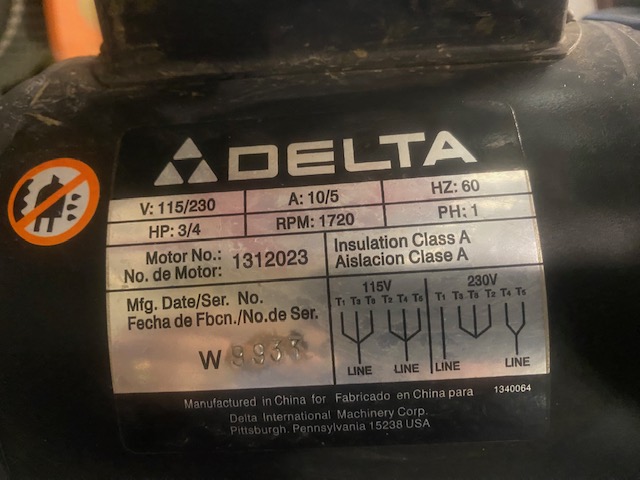 DELTA
V: 115/230 A: 10/5 HZ: 60
HP: 3/4 RPM: 1720 PH: 1
Motor No.: 1312023
No. de Motor:
Insulation Class A
Aislacion Clase A
Mfg. Date/Ser. No.
Fecha de Fbcn./No.de Ser.
W 9933
115V 230V
T1 T3 T8 T2 T4 T5 T1 T3 T8 T2 T4 T5
LINE LINE LINE LINE
Manufactured in China for Fabricado en China para 1340064
Delta International Machinery Corp.
Pittsburgh, Pennsylvania 15238 USA